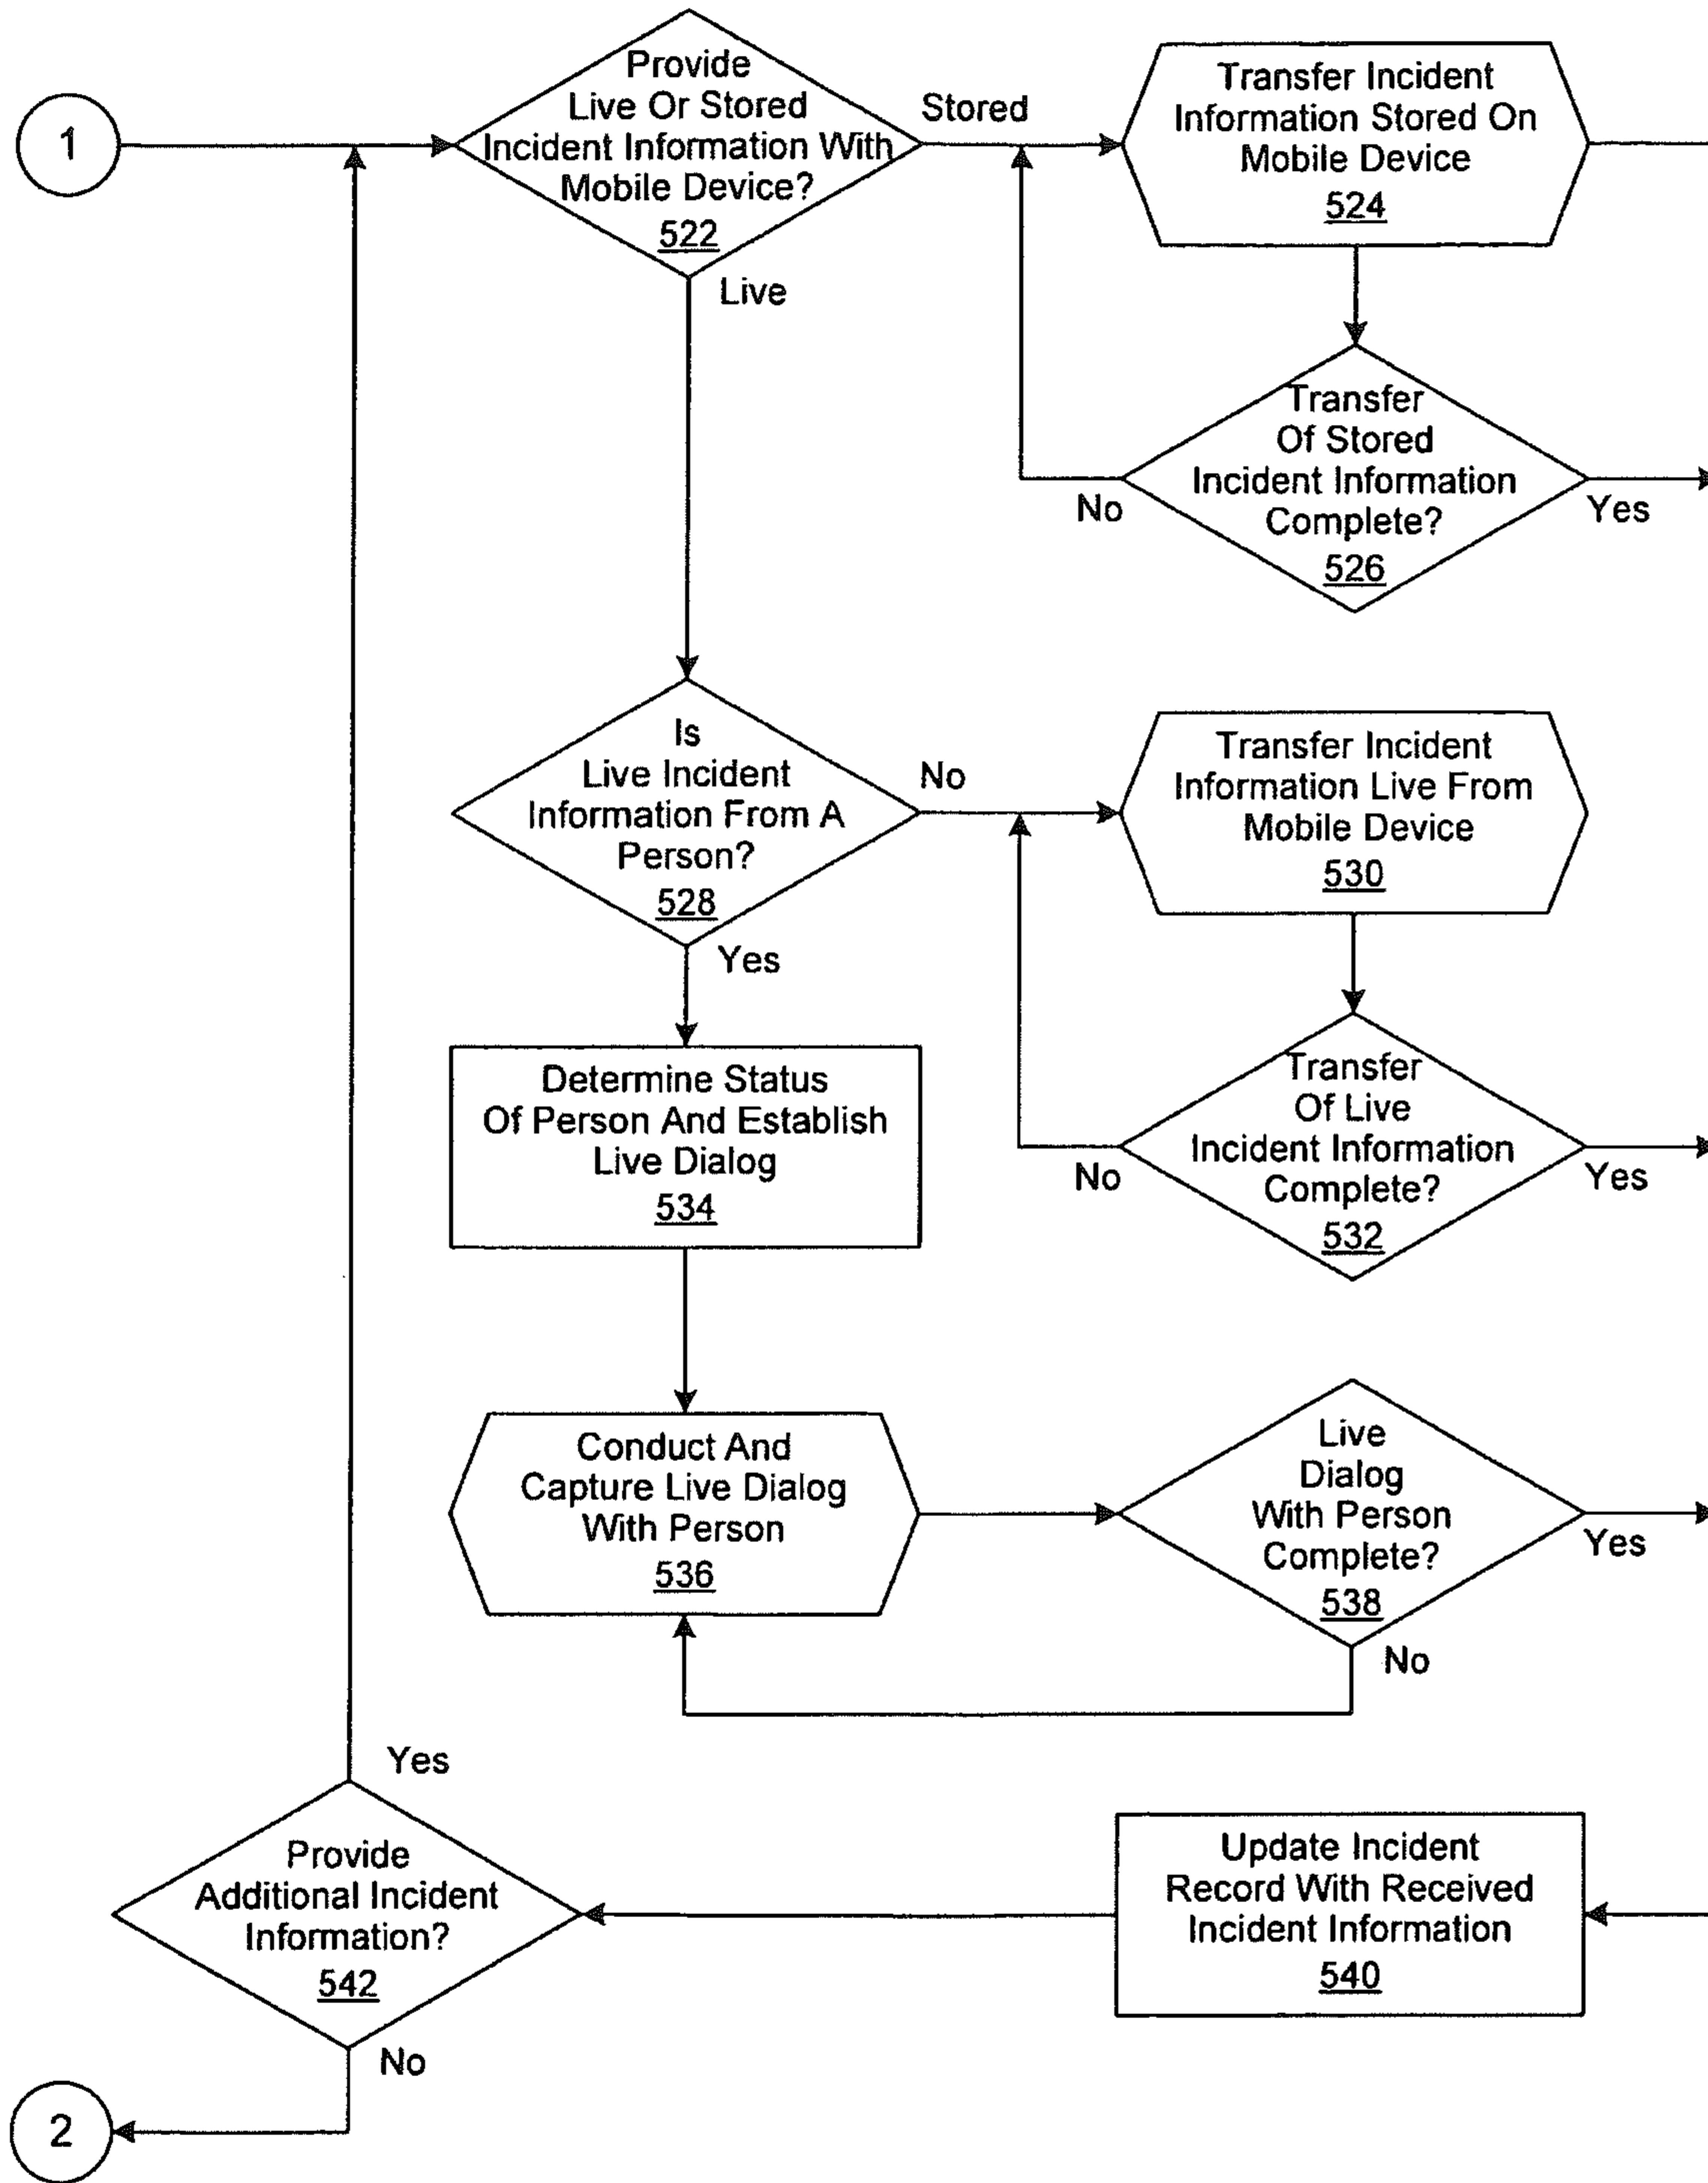 1
Provide
Live Or Stored
Incident Information With
Mobile Device?
522
Stored
Live
Transfer Incident
Information Stored On
Mobile Device
524
Transfer
Of Stored
Incident Information
Complete?
526
No
Yes
Is
Live Incident
Information From A
Person?
528
No
Yes
Transfer Incident
Information Live From
Mobile Device
530
Transfer
Of Live
Incident Information
Complete?
532
No
Yes
Determine Status
Of Person And Establish
Live Dialog
534
Conduct And
Capture Live Dialog
With Person
536
Live
Dialog
With Person
Complete?
538
Yes
No
Update Incident
Record With Received
Incident Information
540
Provide
Additional Incident
Information?
542
Yes
No
2